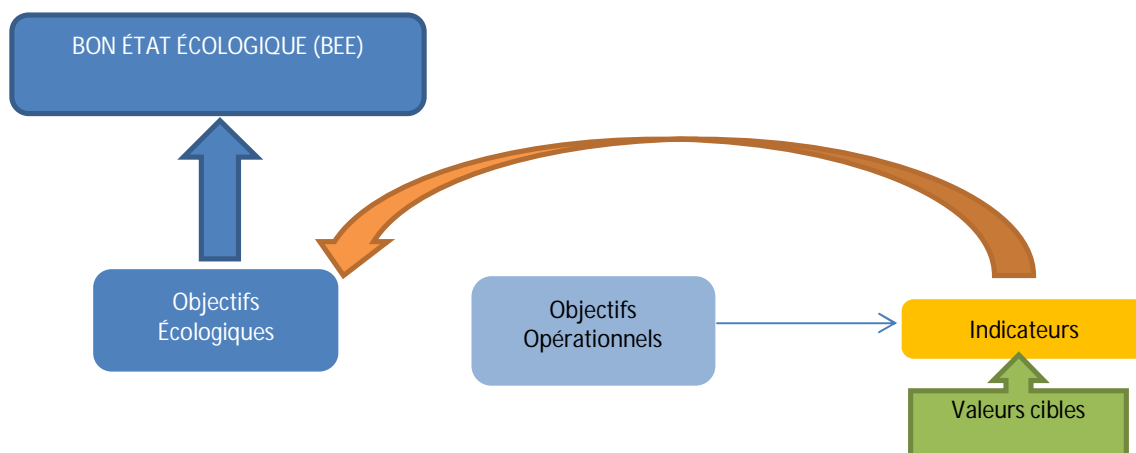 BON ÉTAT ÉCOLOGIQUE (BEE)
Objectifs
Écologiques
Objectifs
Opérationnels
Indicateurs
Valeurs cibles